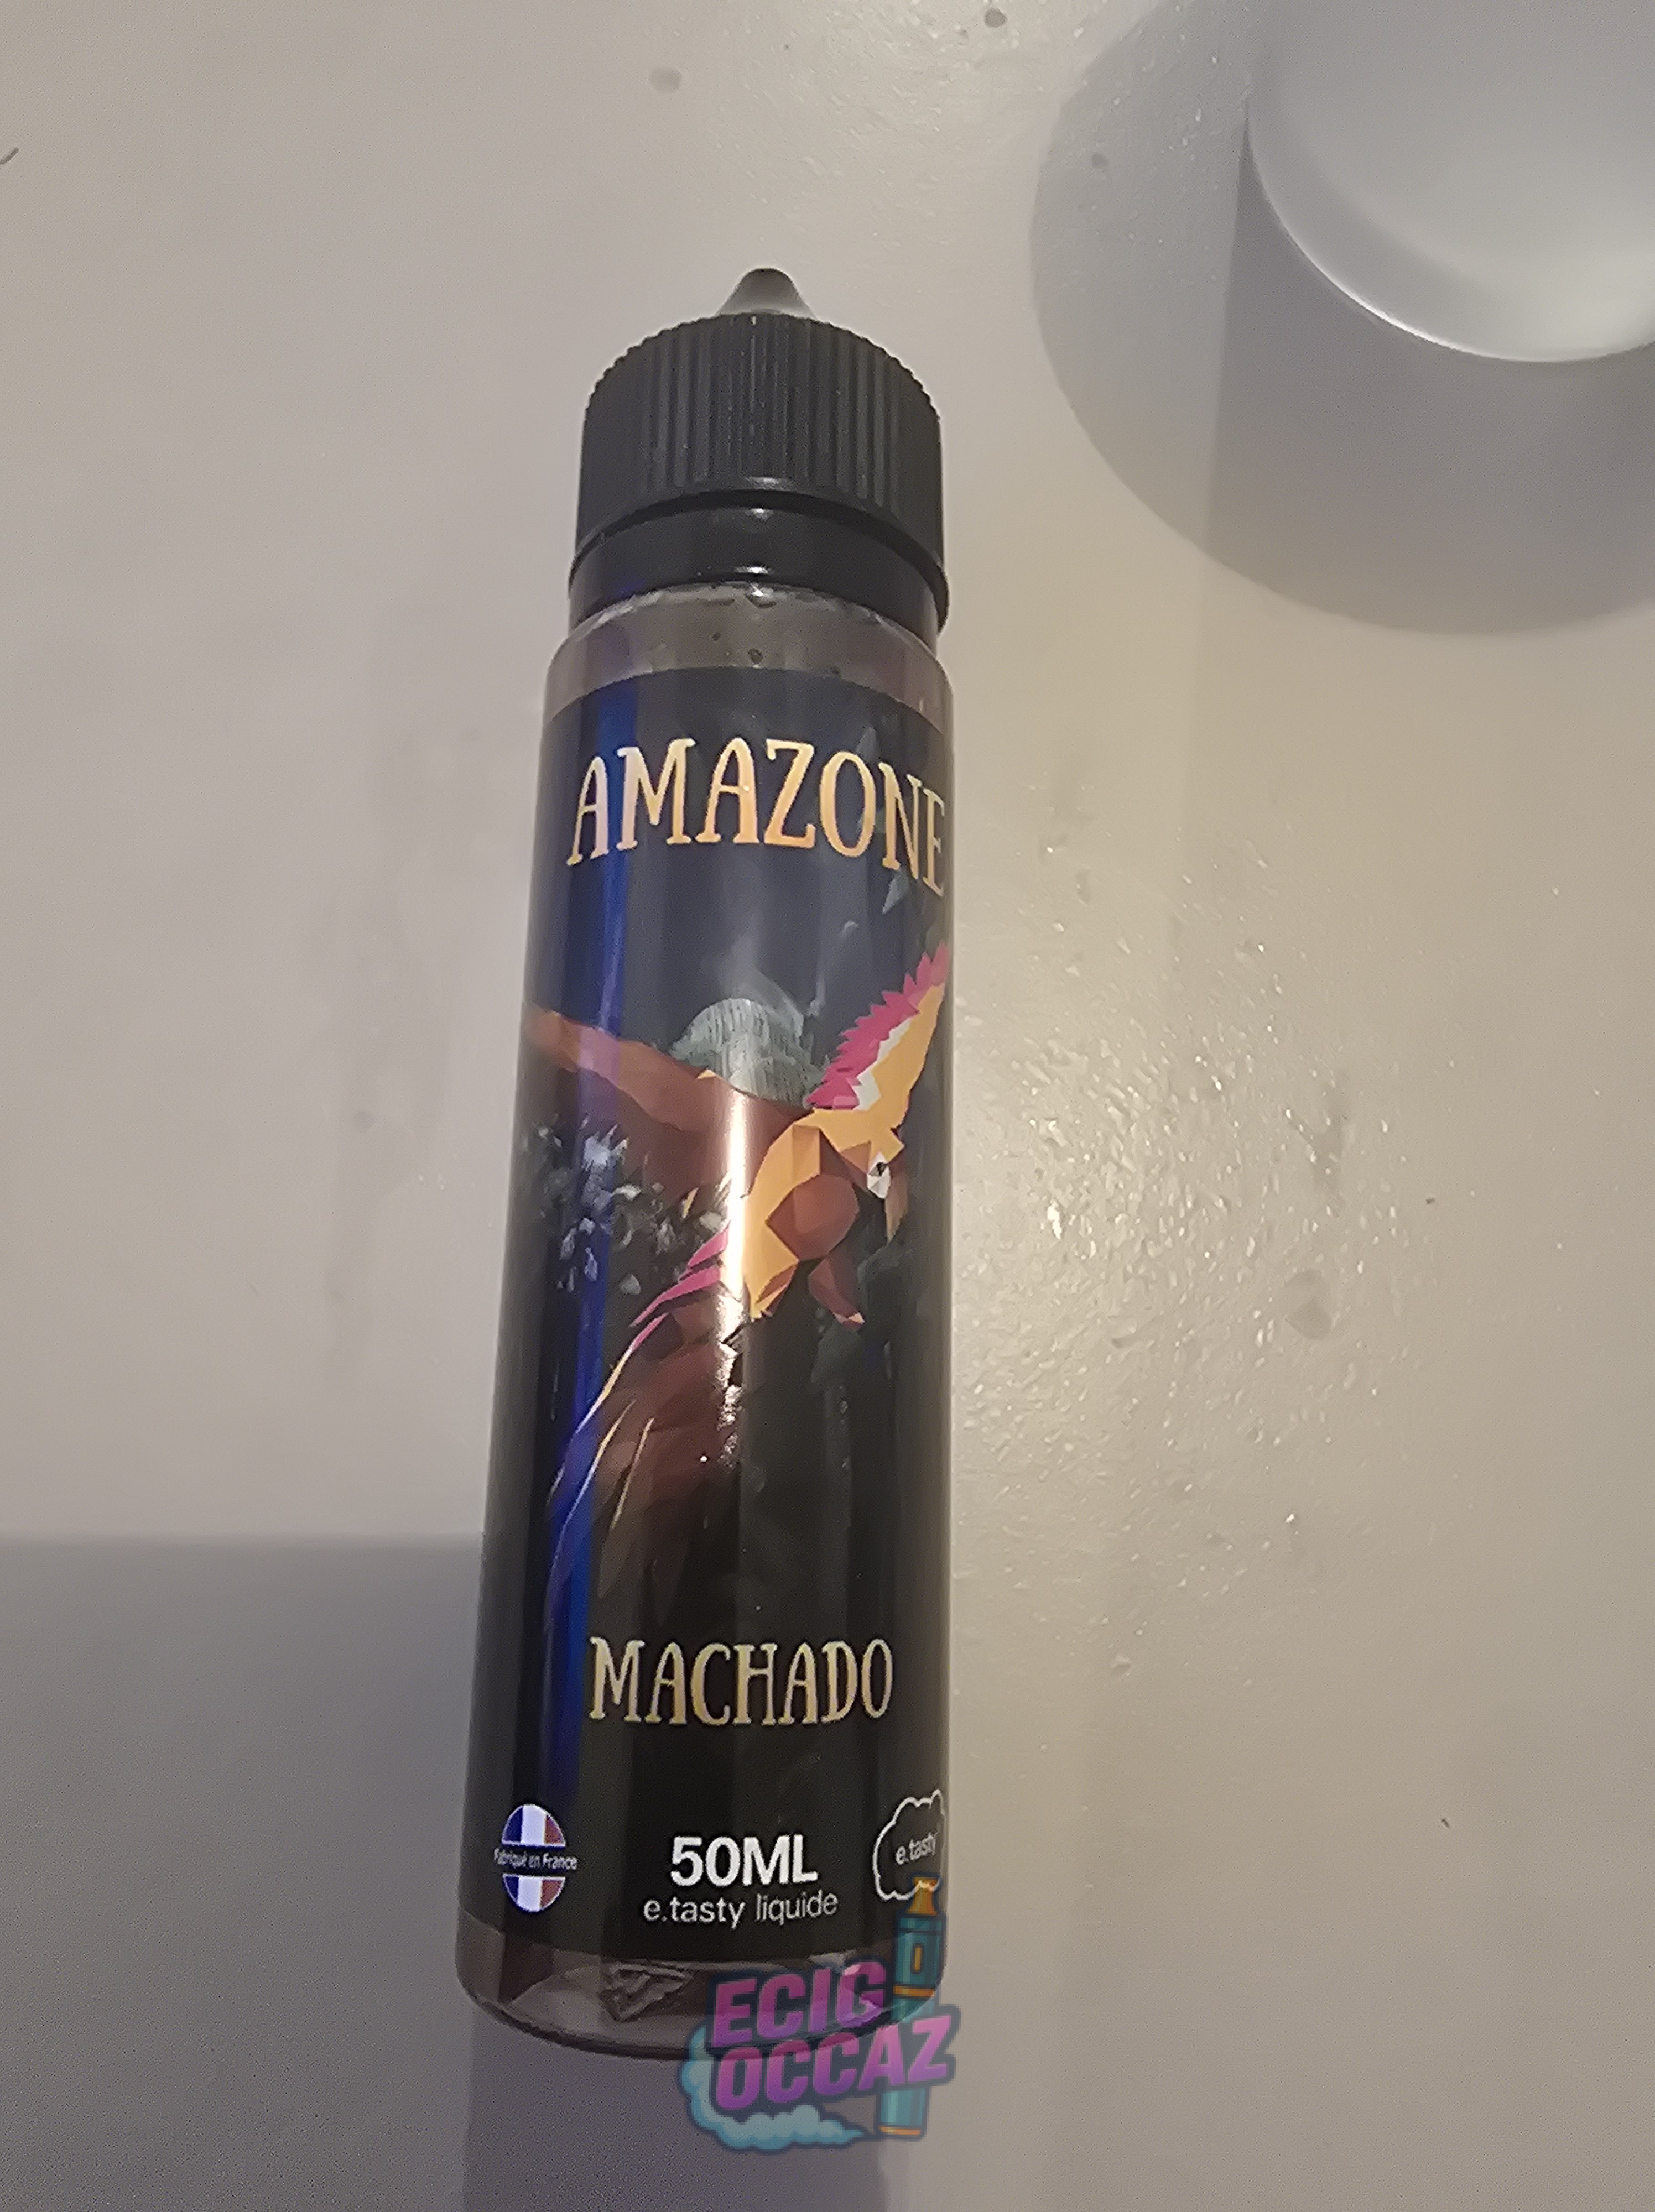 AMAZONE
MACHADO
Fabriqué en France
50ML
e.tasty liquide
e.tasty
ECIG
OCCAZ